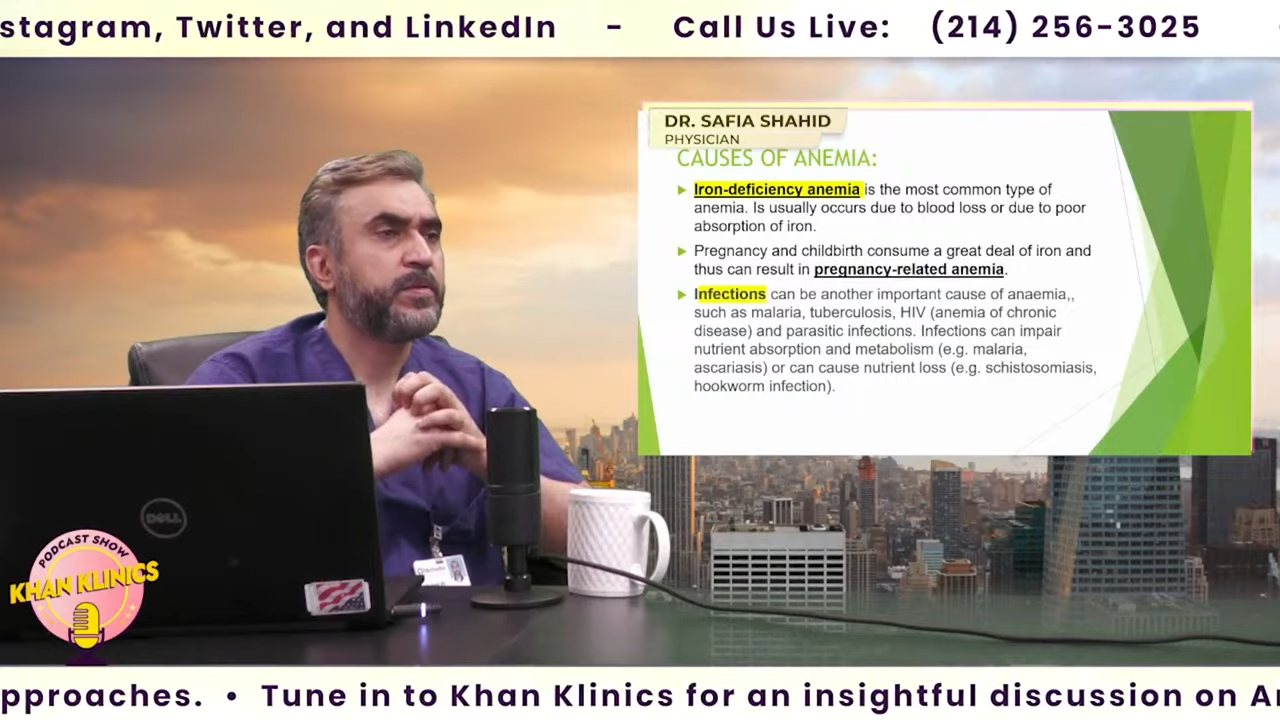 stagram, Twitter, and LinkedIn - Call Us Live: (214) 256-3025
DR. SAFIA SHAHID
PHYSICIAN
CAUSES OF ANEMIA:
Iron-deficiency anemia is the most common type of
anemia. Is usually occurs due to blood loss or due to poor
absorption of iron.
Pregnancy and childbirth consume a great deal of iron and
thus can result in pregnancy-related anemia.
Infections can be another important cause of anaemia,,
such as malaria, tuberculosis, HIV (anemia of chronic
disease) and parasitic infections. Infections can impair
nutrient absorption and metabolism (e.g. malaria,
ascariasis) or can cause nutrient loss (e.g. schistosomiasis,
hookworm infection).
DELL
PODCAST SHOW
KHAN KLINICS
pproaches. • Tune in to Khan Klinics for an insightful discussion on A